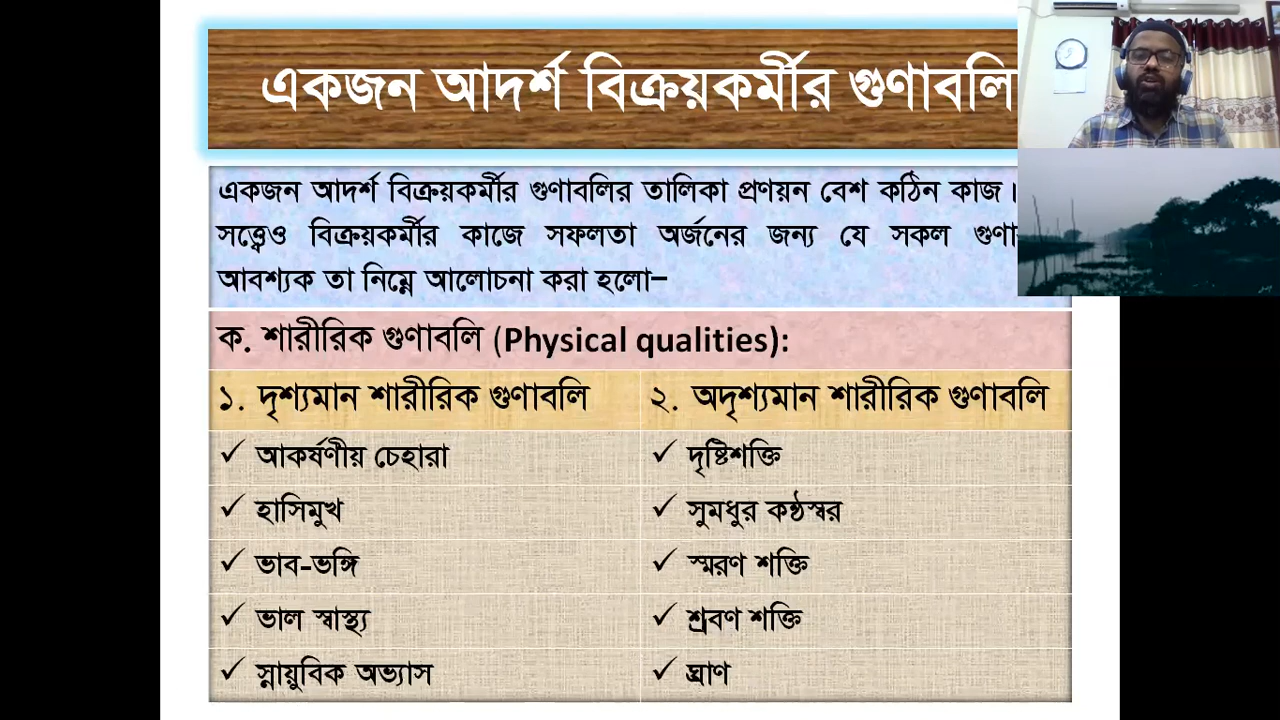 একজন আদর্শ বিক্রয়কর্মীর গুণাবলি
একজন আদর্শ বিক্রয়কর্মীর গুণাবলির তালিকা প্রণয়ন বেশ কঠিন কাজ।
সত্ত্বেও বিক্রয়কর্মীর কাজে সফলতা অর্জনের জন্য যে সকল গুণা
আবশ্যক তা নিম্নে আলোচনা করা হলো–
ক. শারীরিক গুণাবলি (Physical qualities):
১. দৃশ্যমান শারীরিক গুণাবলি
২. অদৃশ্যমান শারীরিক গুণাবলি
✓ আকর্ষণীয় চেহারা
✓ দৃষ্টিশক্তি
✓ হাসিমুখ
✓ সুমধুর কন্ঠস্বর
✓ ভাব-ভঙ্গি
✓ স্মরণ শক্তি
✓ ভাল স্বাস্থ্য
✓ শ্রবণ শক্তি
✓ স্নায়ুবিক অভ্যাস
✓ ঘ্রাণ